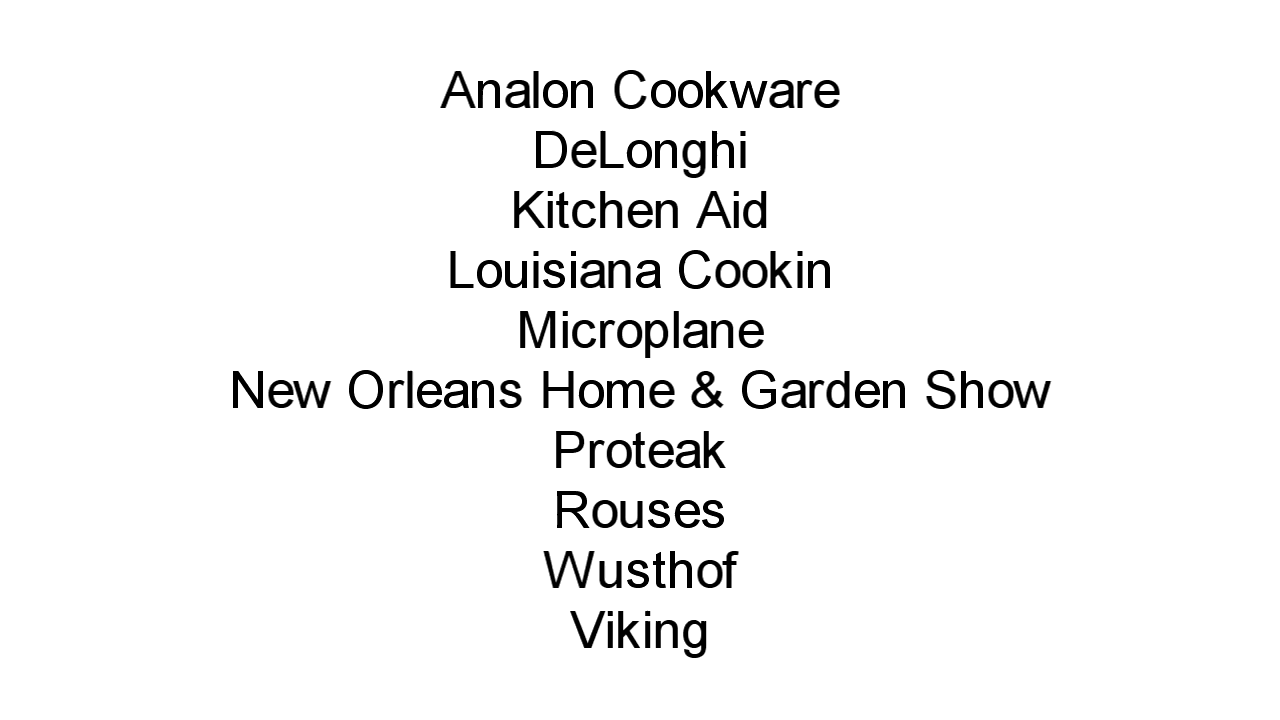 Analon Cookware
DeLonghi
Kitchen Aid
Louisiana Cookin
Microplane
New Orleans Home & Garden Show
Proteak
Rouses
Wusthof
Viking